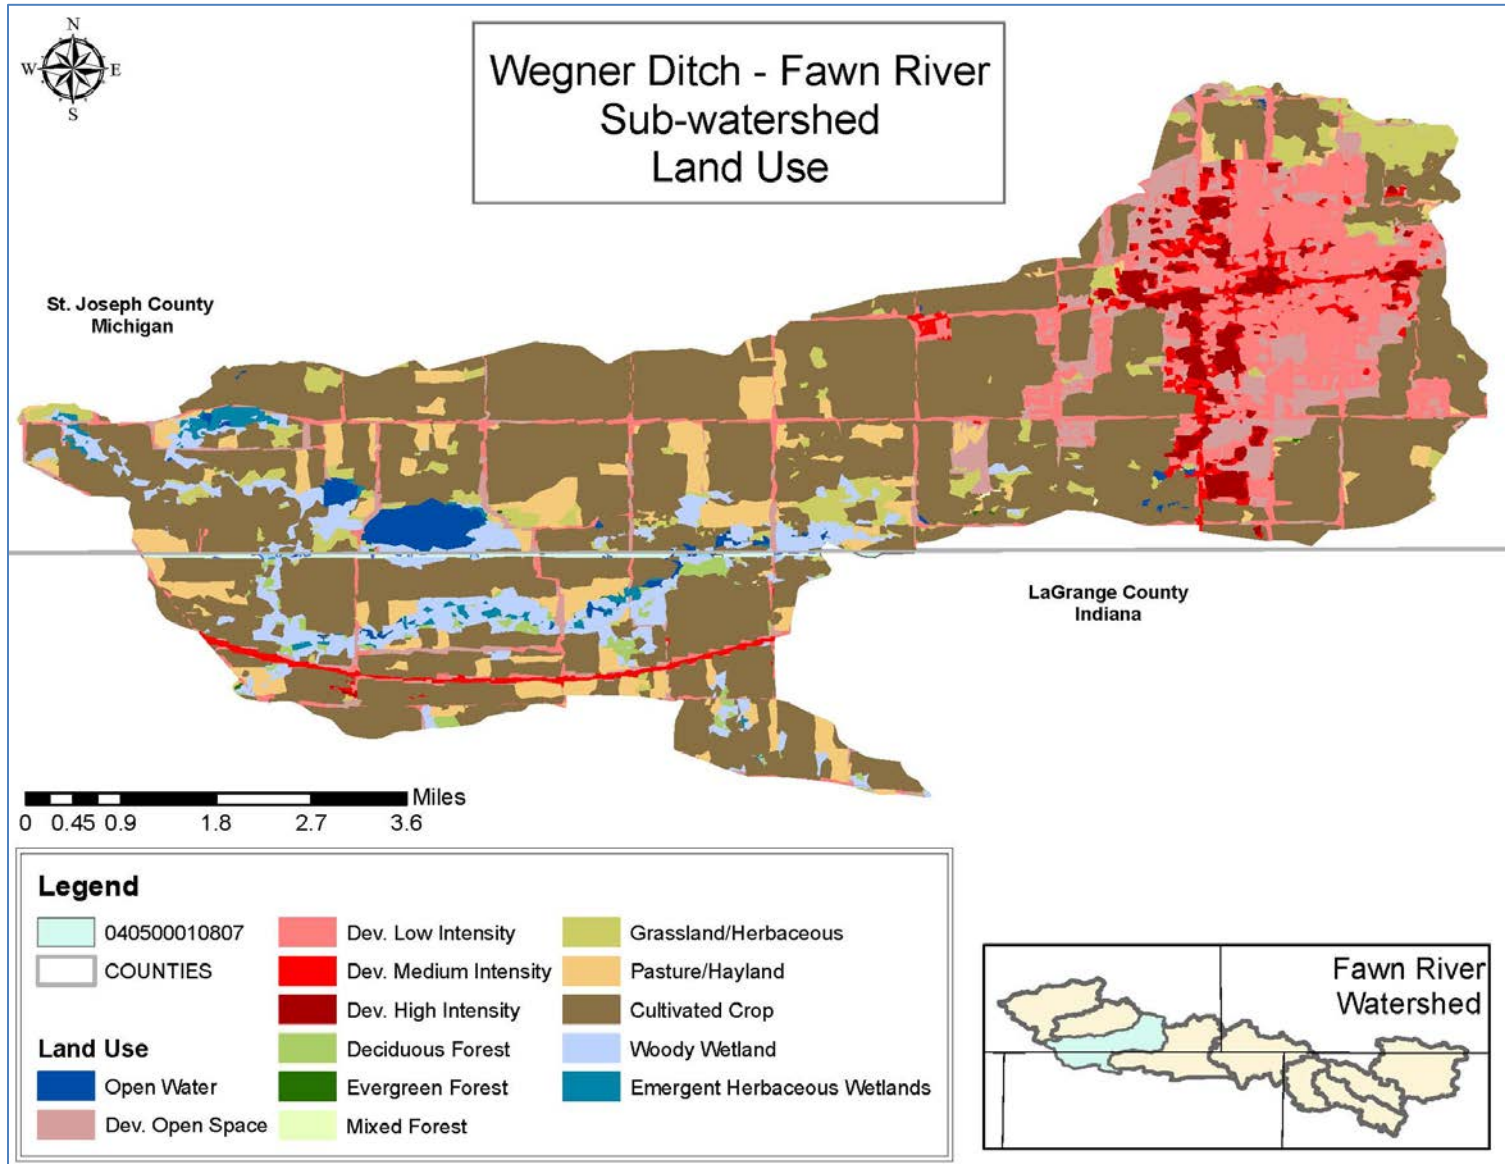 N
W E
S
Wegner Ditch - Fawn River
Sub-watershed
Land Use
St. Joseph County
Michigan
LaGrange County
Indiana
Miles
0 0.45 0.9 1.8 2.7 3.6
Legend
040500010807
COUNTIES
Land Use
Open Water
Dev. Open Space
Dev. Low Intensity
Dev. Medium Intensity
Dev. High Intensity
Deciduous Forest
Evergreen Forest
Mixed Forest
Grassland/Herbaceous
Pasture/Hayland
Cultivated Crop
Woody Wetland
Emergent Herbaceous Wetlands
Fawn River
Watershed